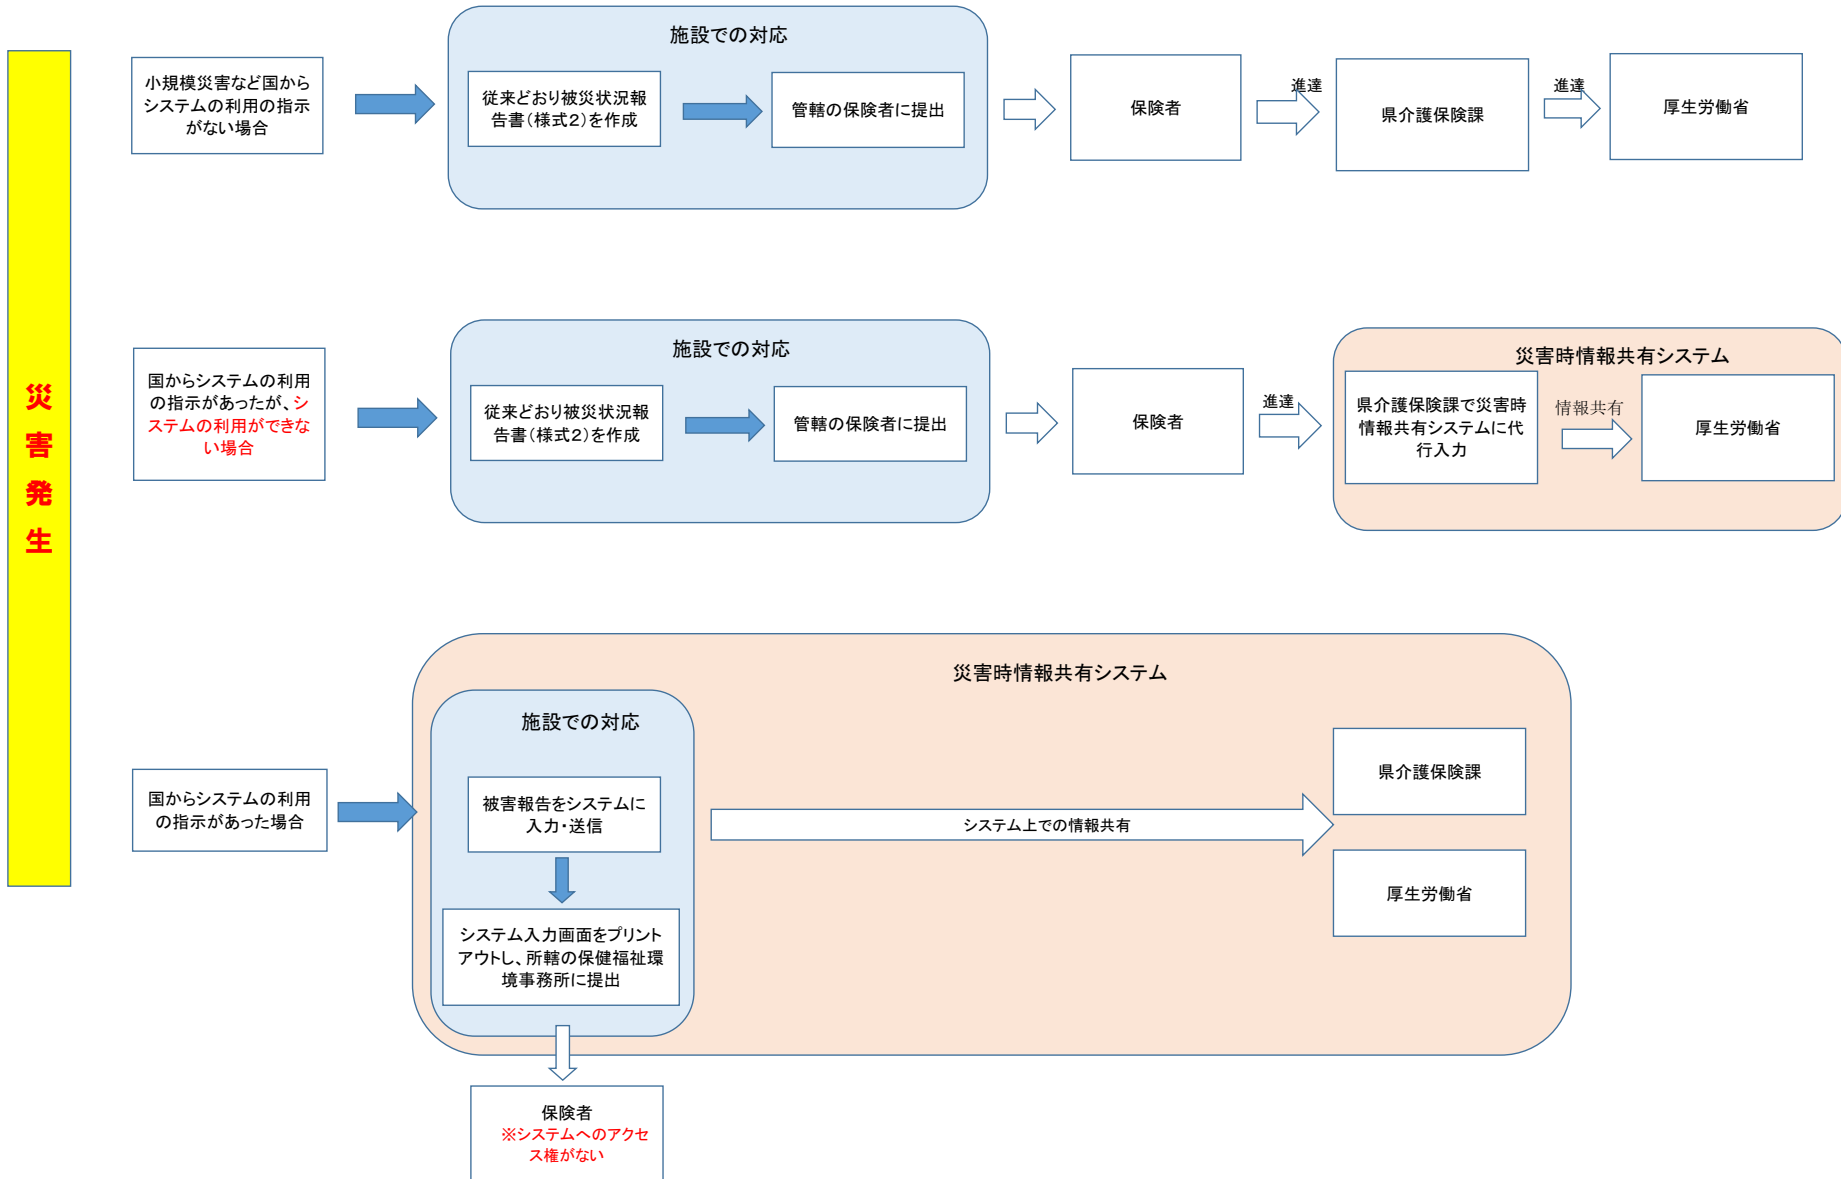 災
害
発
生
小規模災害など国から
システムの利用の指示
がない場合
施設での対応
従来どおり被災状況報
告書(様式2)を作成
管轄の保険者に提出
保険者
進達
県介護保険課
進達
厚生労働省
国からシステムの利用
の指示があったが、シ
ステムの利用ができな
い場合
施設での対応
従来どおり被災状況報
告書(様式2)を作成
管轄の保険者に提出
保険者
進達
災害時情報共有システム
県介護保険課で災害時
情報共有システムに代
行入力
情報共有
厚生労働省
国からシステムの利用
の指示があった場合
災害時情報共有システム
施設での対応
被害報告をシステムに
入力・送信
システム入力画面をプリント
アウトし、所轄の保健福祉環
境事務所に提出
システム上での情報共有
県介護保険課
厚生労働省
保険者
※システムへのアクセ
ス権がない